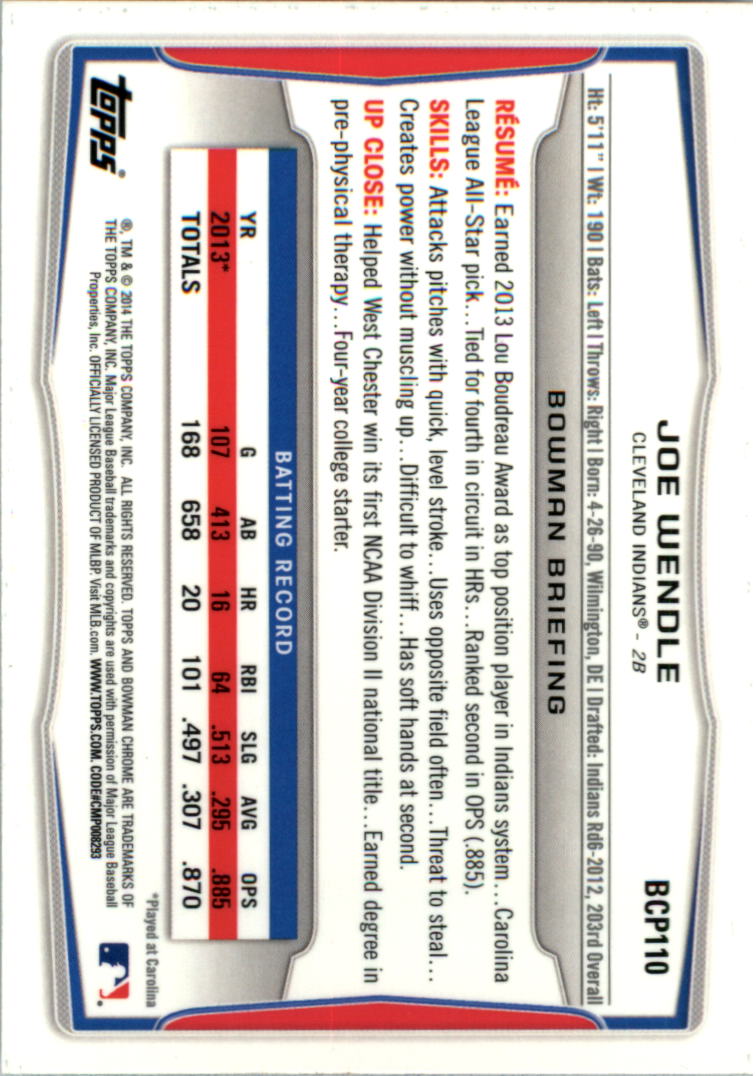 BCP110
JOE WENDLE
CLEVELAND INDIANS® - 2B
Ht: 5'11" | Wt: 190 | Bats: Left | Throws: Right | Born: 4-26-90, Wilmington, DE | Drafted: Indians Rd6-2012, 203rd Overall
BOWMAN BRIEFING
RÉSUMÉ: Earned 2013 Lou Boudreau Award as top position player in Indians system...Carolina
League All-Star pick...Tied for fourth in circuit in HRs...Ranked second in OPS (.885).
SKILLS: Attacks pitches with quick, level stroke...Uses opposite field often...Threat to steal...
Creates power without muscling up...Difficult to whiff...Has soft hands at second.
UP CLOSE: Helped West Chester win its first NCAA Division II national title...Earned degree in
pre-physical therapy...Four-year college starter.
BATTING RECORD
YR G AB HR RBI SLG AVG OPS
2013* 107 413 16 64 .513 .295 .885
TOTALS 168 658 20 101 .497 .307 .870
*Played at Carolina
topps®
®, TM & © 2014 THE TOPPS COMPANY, INC. ALL RIGHTS RESERVED. TOPPS AND BOWMAN CHROME ARE TRADEMARKS OF
THE TOPPS COMPANY, INC. Major League Baseball trademarks and copyrights are used with permission of Major League Baseball
Properties, Inc. OFFICIALLY LICENSED PRODUCT OF MLBP. Visit MLB.com. WWW.TOPPS.COM. CODE#CMP008293